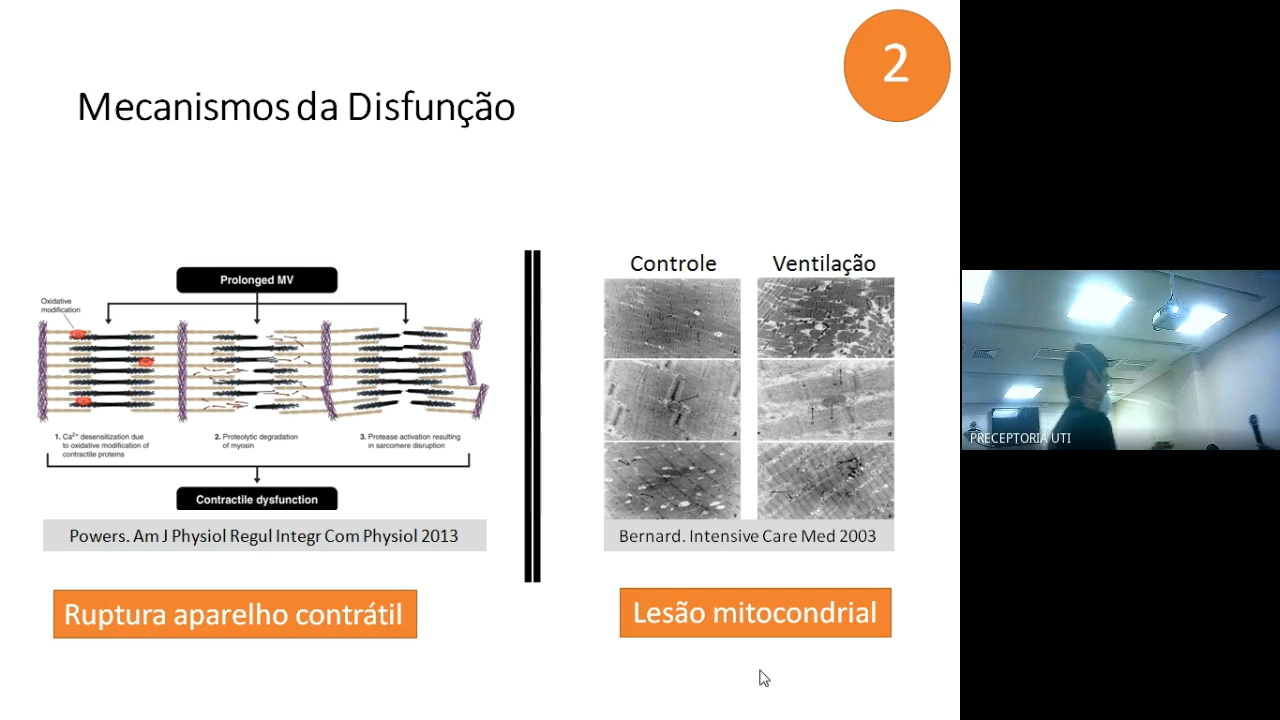 2
Mecanismos da Disfunção
Prolonged MV
Oxidative
modification
1. Ca²⁺ desensitization due
to oxidative modification of
contractile proteins
2. Proteolytic degradation
of myosin
3. Protease activation resulting
in sarcomere disruption
Contractile dysfunction
Powers. Am J Physiol Regul Integr Com Physiol 2013
Ruptura aparelho contrátil
Controle
Ventilação
Bernard. Intensive Care Med 2003
Lesão mitocondrial
PRECEPTORIA UTI